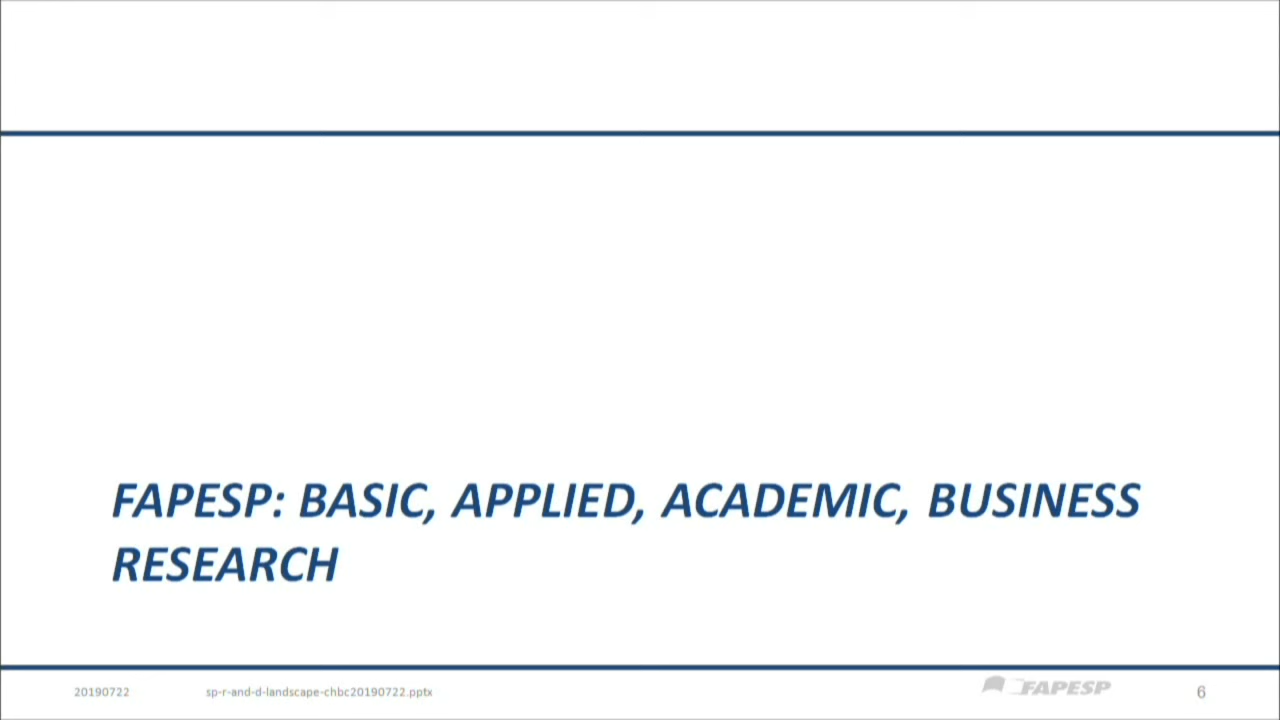 FAPESP: BASIC, APPLIED, ACADEMIC, BUSINESS
RESEARCH
20190722
sp-r-and-d-landscape-chbc20190722.pptx
FAPESP
6